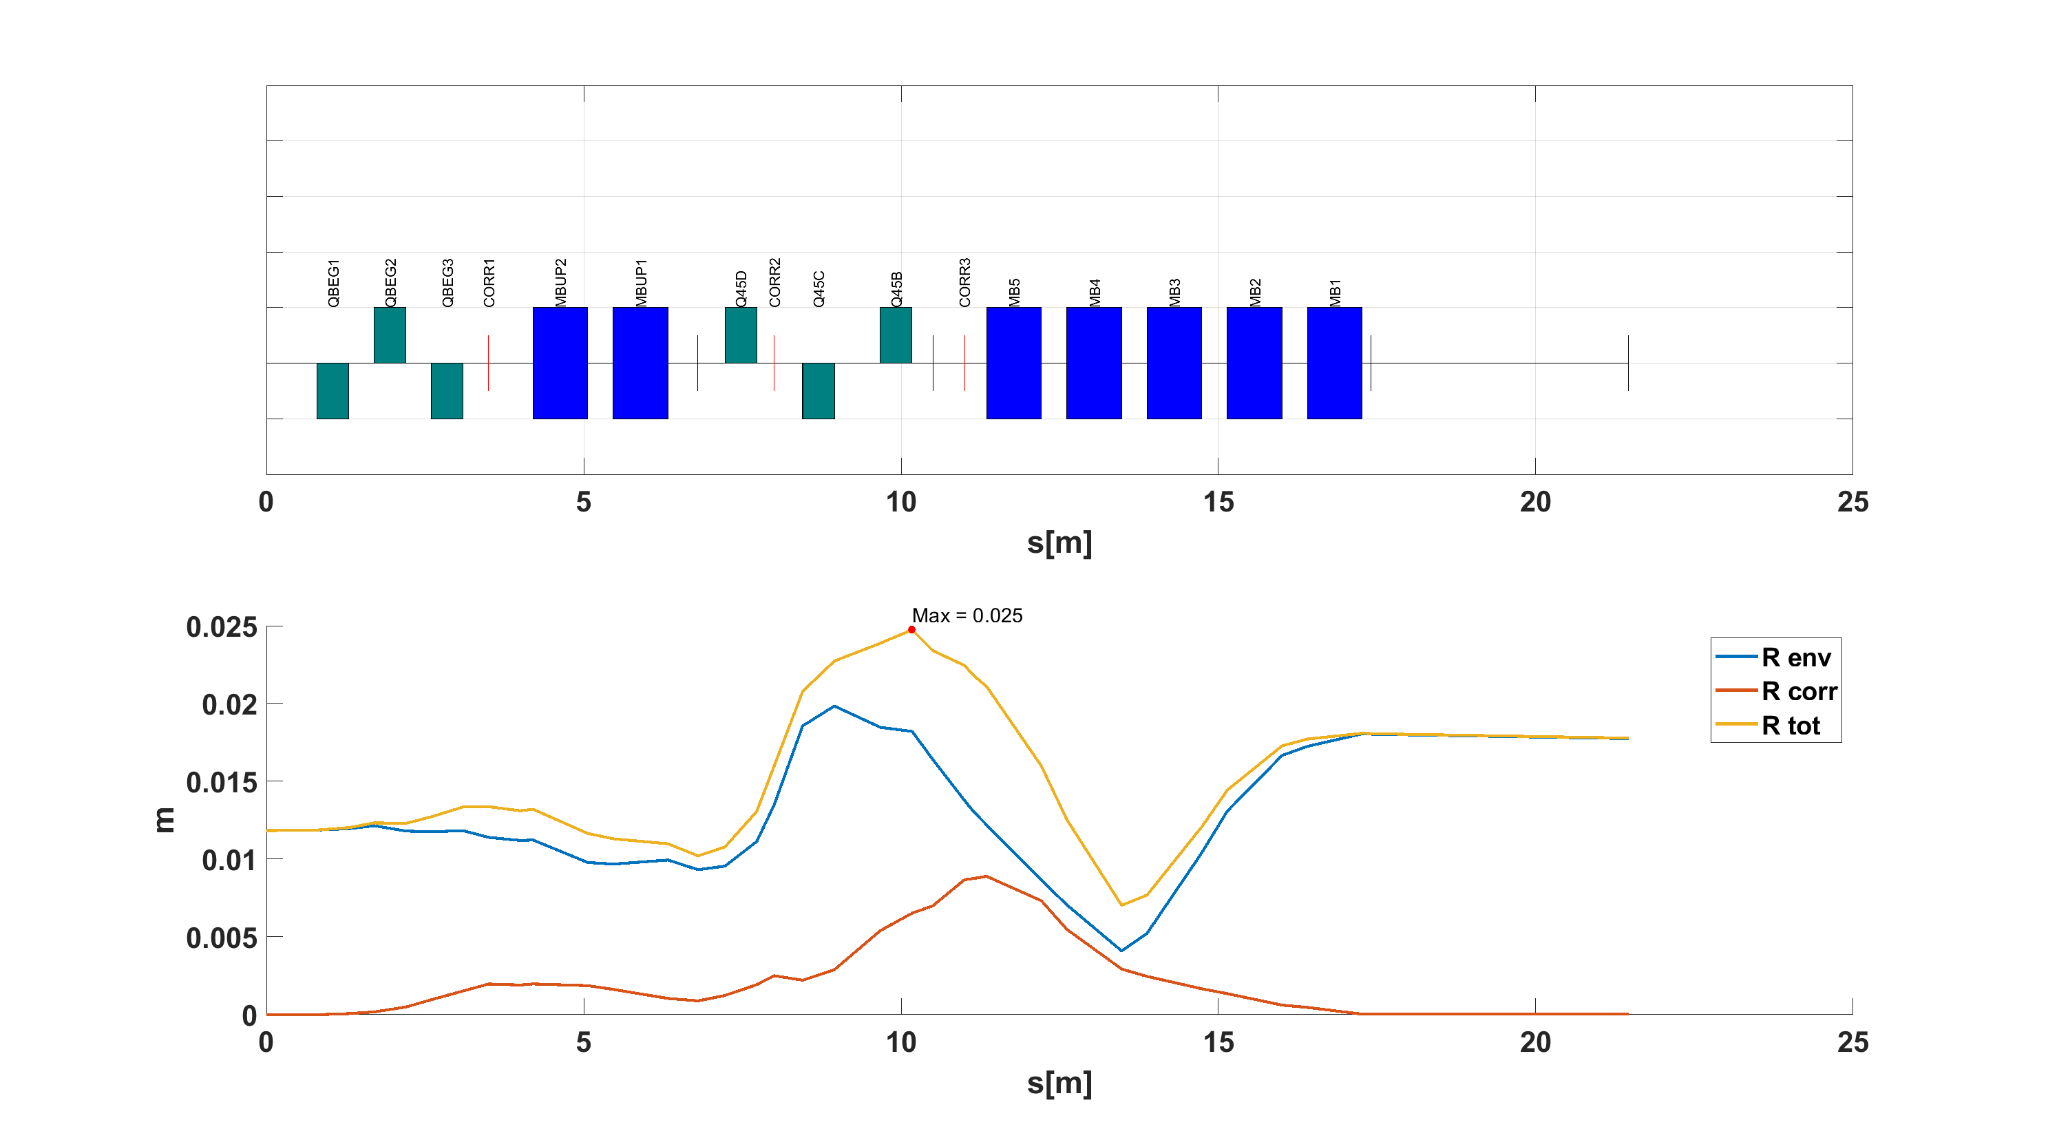 QBEG1
QBEG2
QBEG3
CORR1
MBUP2
MBUP1
Q45D
CORR2
Q45C
Q45B
CORR3
MB5
MB4
MB3
MB2
MB1
0 5 10 15 20 25
s[m]
Max = 0.025
0.025
0.02
0.015
0.01
0.005
0
m
R env
R corr
R tot
0 5 10 15 20 25
s[m]